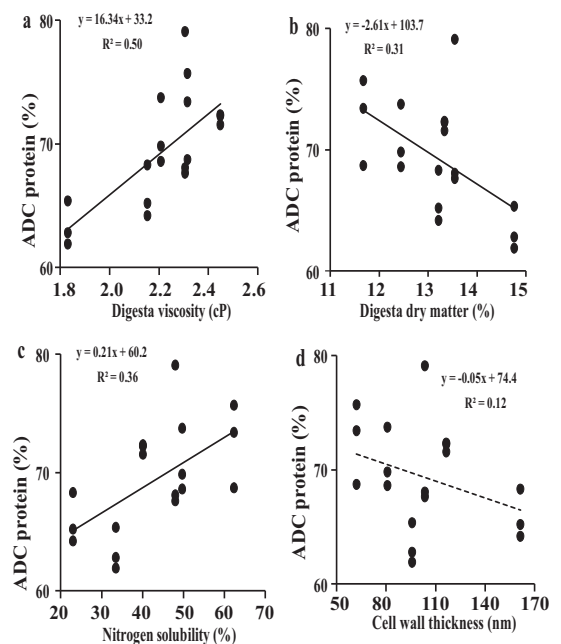 a
y = 16.34x + 33.2
R² = 0.50
ADC protein (%)
80
70
60
1.8
2.0
2.2
2.4
2.6
Digesta viscosity (cP)
b
y = -2.61x + 103.7
R² = 0.31
ADC protein (%)
80
70
60
11
12
13
14
15
Digesta dry matter (%)
c
y = 0.21x + 60.2
R² = 0.36
ADC protein (%)
80
70
60
20
30
40
50
60
70
Nitrogen solubility (%)
d
y = -0.05x + 74.4
R² = 0.12
ADC protein (%)
80
70
60
50
80
110
140
170
Cell wall thickness (nm)